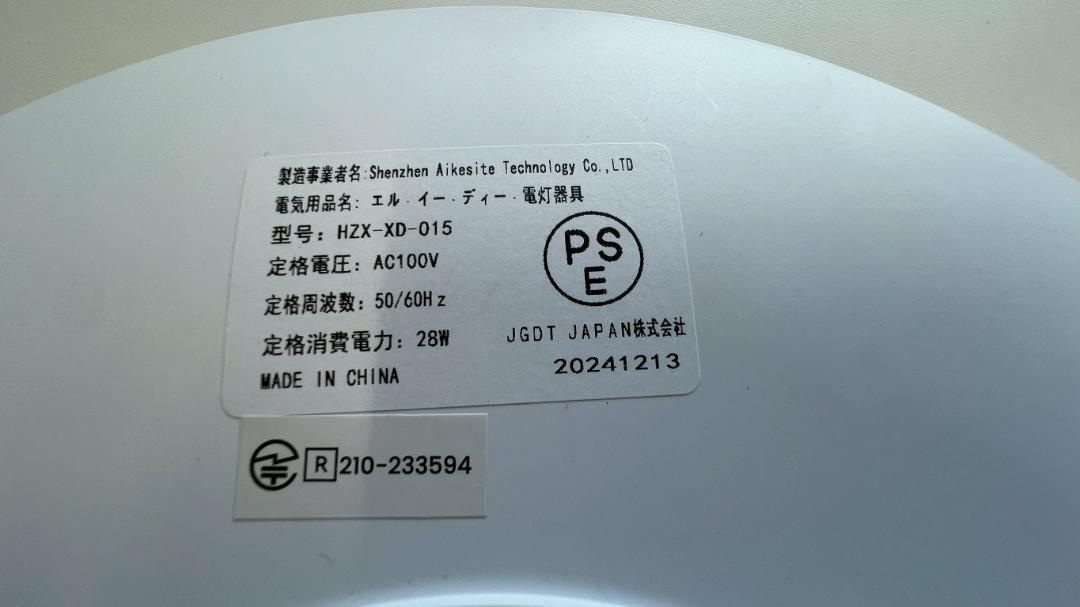 製造事業者名:Shenzhen Aikesite Technology Co.,LTD
電気用品名: エル・イー・ディー・電灯器具
型号: HZX-XD-015
定格電圧: AC100V
定格周波数: 50/60Hz
定格消費電力: 28W
MADE IN CHINA
PS
E
JGDT JAPAN株式会社
20241213
R 210-233594